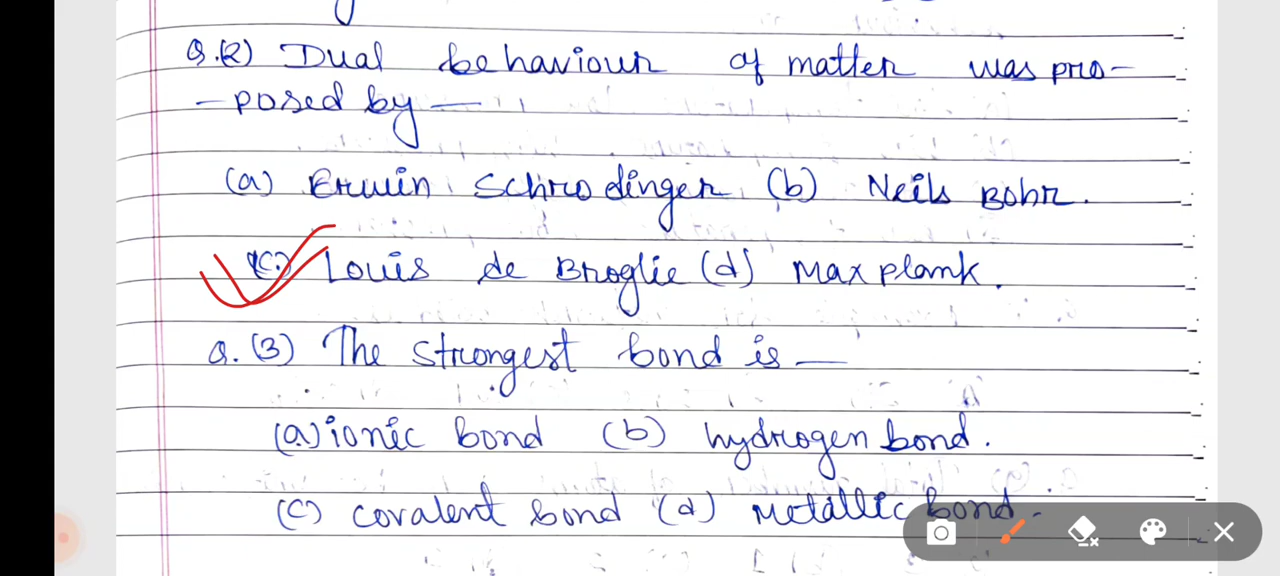 Q.(2) Dual behaviour of matter was pro-
-posed by —
(a) Erwin Schrodinger (b) Neils Bohr.
(c) Louis de Broglie (d) Max plank.
Q.(3) The strongest bond is —
(a) ionic bond (b) hydrogen bond.
(c) covalent bond (d) Metallic bond.